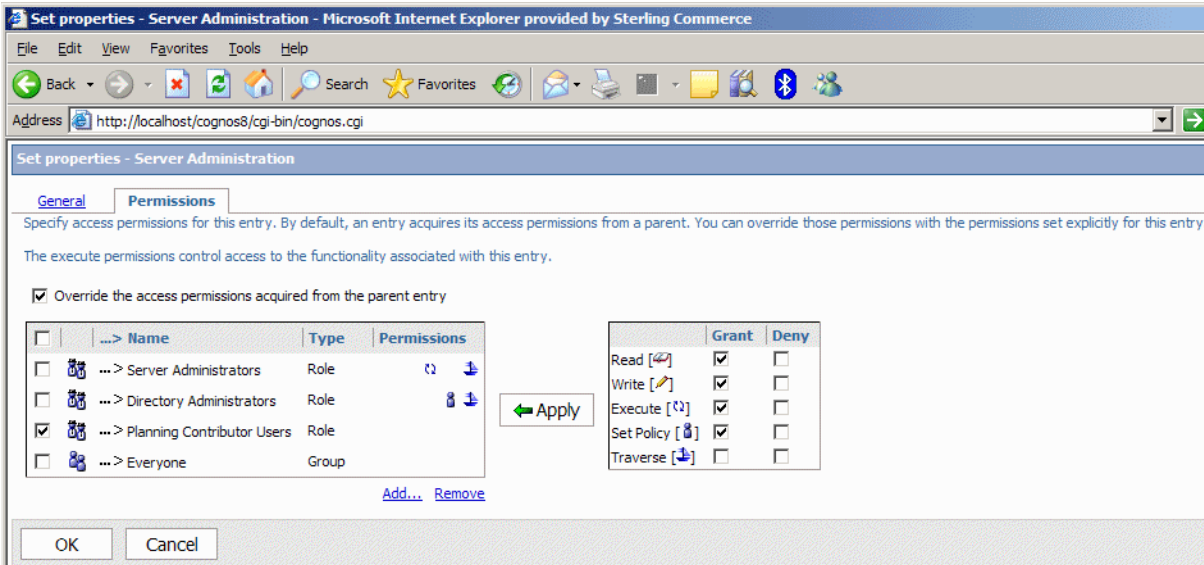 Set properties - Server Administration - Microsoft Internet Explorer provided by Sterling Commerce
File Edit View Favorites Tools Help
Back Search Favorites
Address http://localhost/cognos8/cgi-bin/cognos.cgi
Set properties - Server Administration
General Permissions
Specify access permissions for this entry. By default, an entry acquires its access permissions from a parent. You can override those permissions with the permissions set explicitly for this entry
The execute permissions control access to the functionality associated with this entry.
Override the access permissions acquired from the parent entry
...> Name Type Permissions
...> Server Administrators Role
...> Directory Administrators Role
...> Planning Contributor Users Role
...> Everyone Group
Add... Remove
Apply
Grant Deny
Read [ ]
Write [ ]
Execute [ ]
Set Policy [ ]
Traverse [ ]
OK Cancel